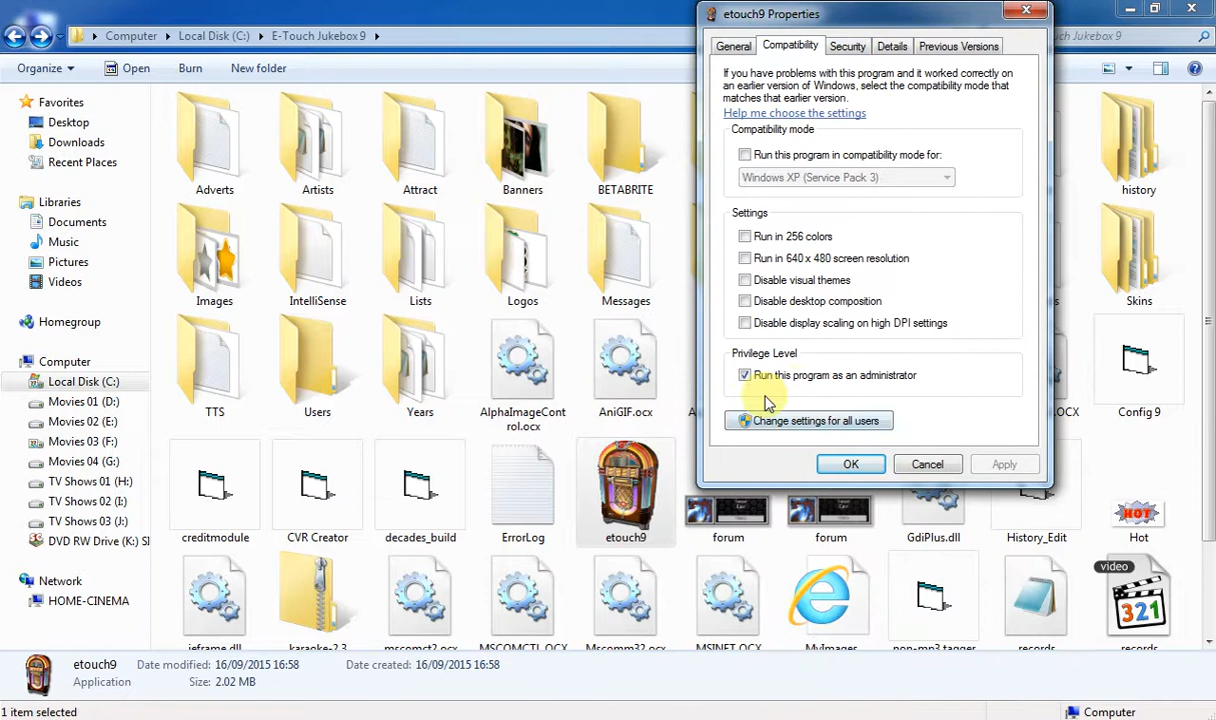 etouch9 Properties
Computer
Local Disk (C:)
E-Touch Jukebox 9
Jukebox 9
Organize
Open
Burn
New folder
General
Compatibility
Security
Details
Previous Versions
If you have problems with this program and it worked correctly on
an earlier version of Windows, select the compatibility mode that
matches that earlier version.
Help me choose the settings
Compatibility mode
Run this program in compatibility mode for:
Windows XP (Service Pack 3)
Settings
Run in 256 colors
Run in 640 x 480 screen resolution
Disable visual themes
Disable desktop composition
Disable display scaling on high DPI settings
Privilege Level
Run this program as an administrator
Change settings for all users
OK
Cancel
Apply
Favorites
Desktop
Downloads
Recent Places
Libraries
Documents
Music
Pictures
Videos
Homegroup
Computer
Local Disk (C:)
Movies 01 (D:)
Movies 02 (E:)
Movies 03 (F:)
Movies 04 (G:)
TV Shows 01 (H:)
TV Shows 02 (I:)
TV Shows 03 (J:)
DVD RW Drive (K:) SI
Network
HOME-CINEMA
Adverts
Artists
Attract
Banners
BETABRITE
history
Images
IntelliSense
Lists
Logos
Messages
Skins
TTS
Users
Years
AlphaImageCont
rol.ocx
AniGIF.ocx
.OCX
Config 9
creditmodule
CVR Creator
decades_build
ErrorLog
etouch9
forum
forum
GdiPlus.dll
History_Edit
HOT
Hot
video
321
ieframe.dll
karaoke-2.3
mscomct2.ocx
MSCOMCTL.OCX
Mscomm32.ocx
MSINET.OCX
MyImages
non-mp3 tagger
records
records
etouch9
Application
Date modified: 16/09/2015 16:58
Size: 2.02 MB
Date created: 16/09/2015 16:58
1 item selected
Computer